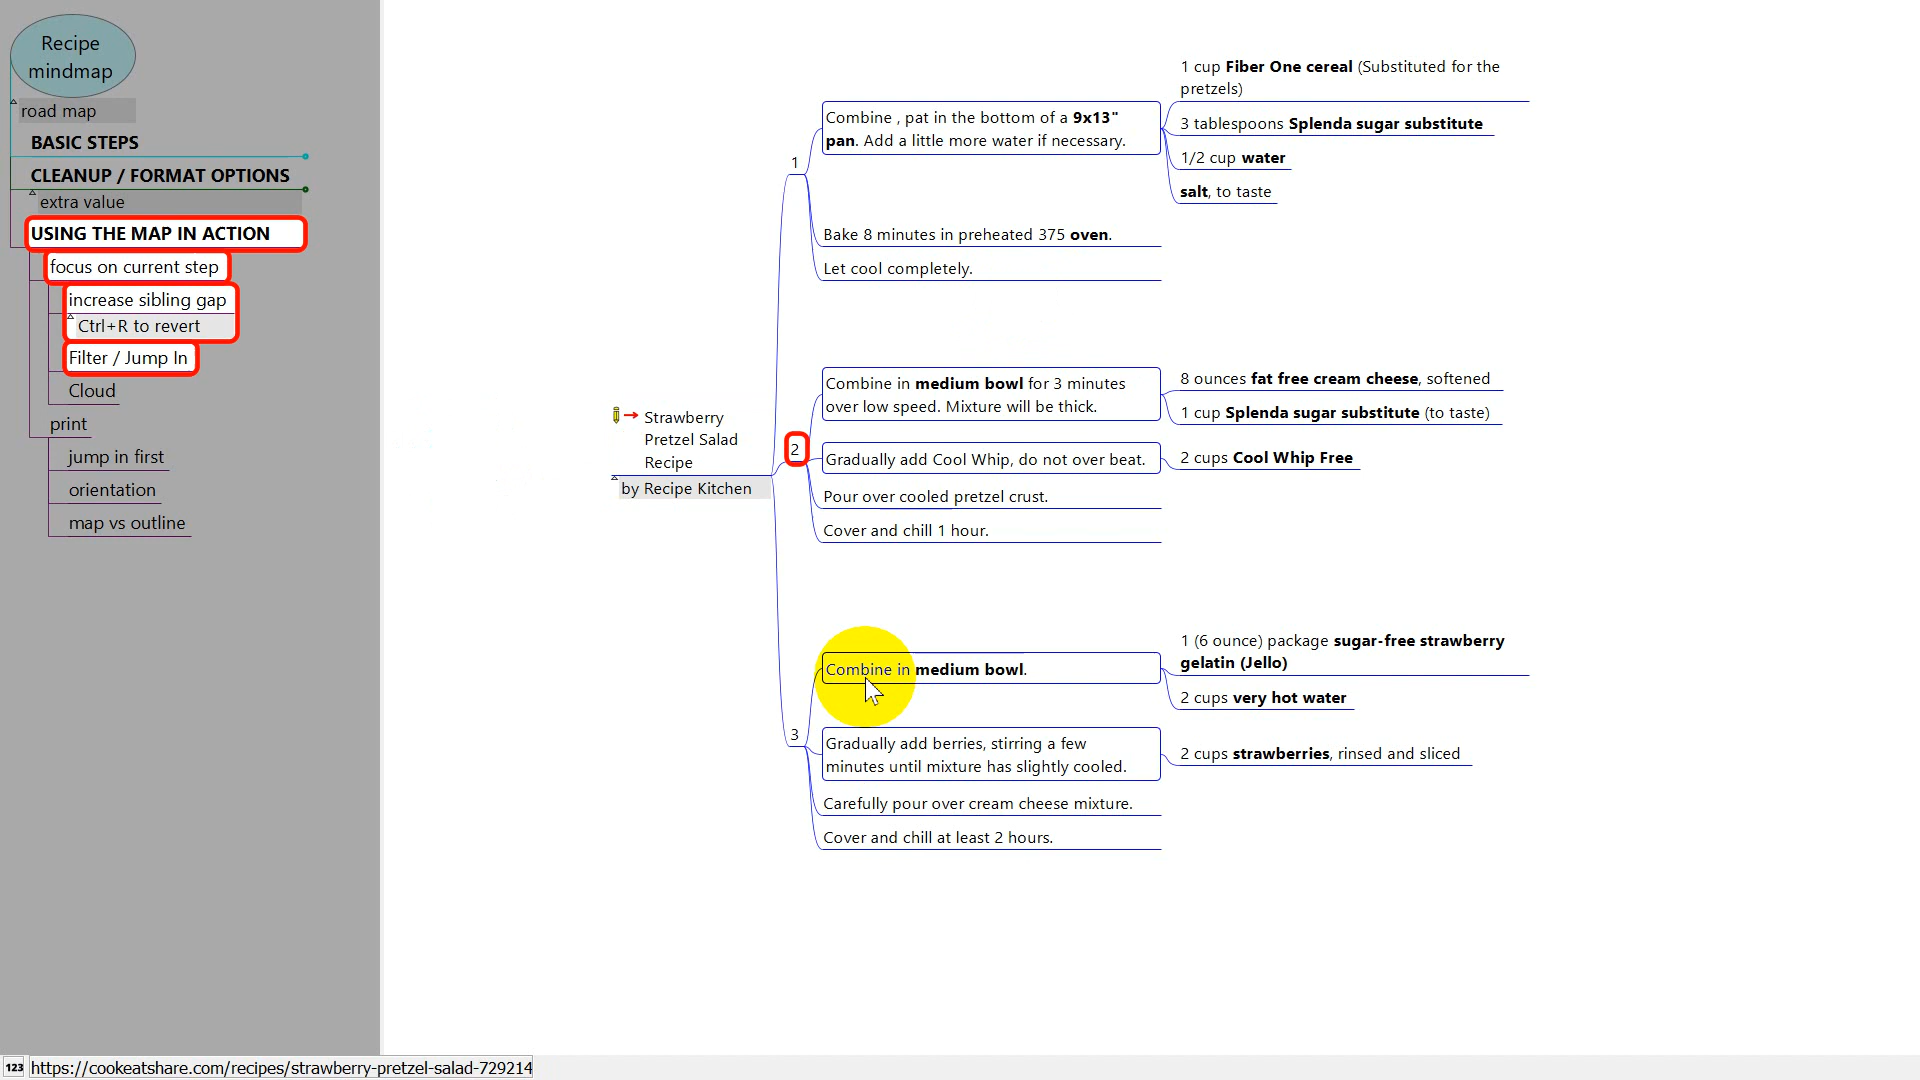 Recipe
mindmap
road map
BASIC STEPS
CLEANUP / FORMAT OPTIONS
extra value
USING THE MAP IN ACTION
focus on current step
increase sibling gap
Ctrl+R to revert
Filter / Jump In
Cloud
print
jump in first
orientation
map vs outline
Strawberry
Pretzel Salad
Recipe
by Recipe Kitchen
1
Combine , pat in the bottom of a 9x13"
pan. Add a little more water if necessary.
1 cup Fiber One cereal (Substituted for the
pretzels)
3 tablespoons Splenda sugar substitute
1/2 cup water
salt, to taste
Bake 8 minutes in preheated 375 oven.
Let cool completely.
2
Combine in medium bowl for 3 minutes
over low speed. Mixture will be thick.
8 ounces fat free cream cheese, softened
1 cup Splenda sugar substitute (to taste)
Gradually add Cool Whip, do not over beat.
2 cups Cool Whip Free
Pour over cooled pretzel crust.
Cover and chill 1 hour.
3
Combine in medium bowl.
1 (6 ounce) package sugar-free strawberry
gelatin (Jello)
2 cups very hot water
Gradually add berries, stirring a few
minutes until mixture has slightly cooled.
2 cups strawberries, rinsed and sliced
Carefully pour over cream cheese mixture.
Cover and chill at least 2 hours.
123 https://cookeatshare.com/recipes/strawberry-pretzel-salad-729214